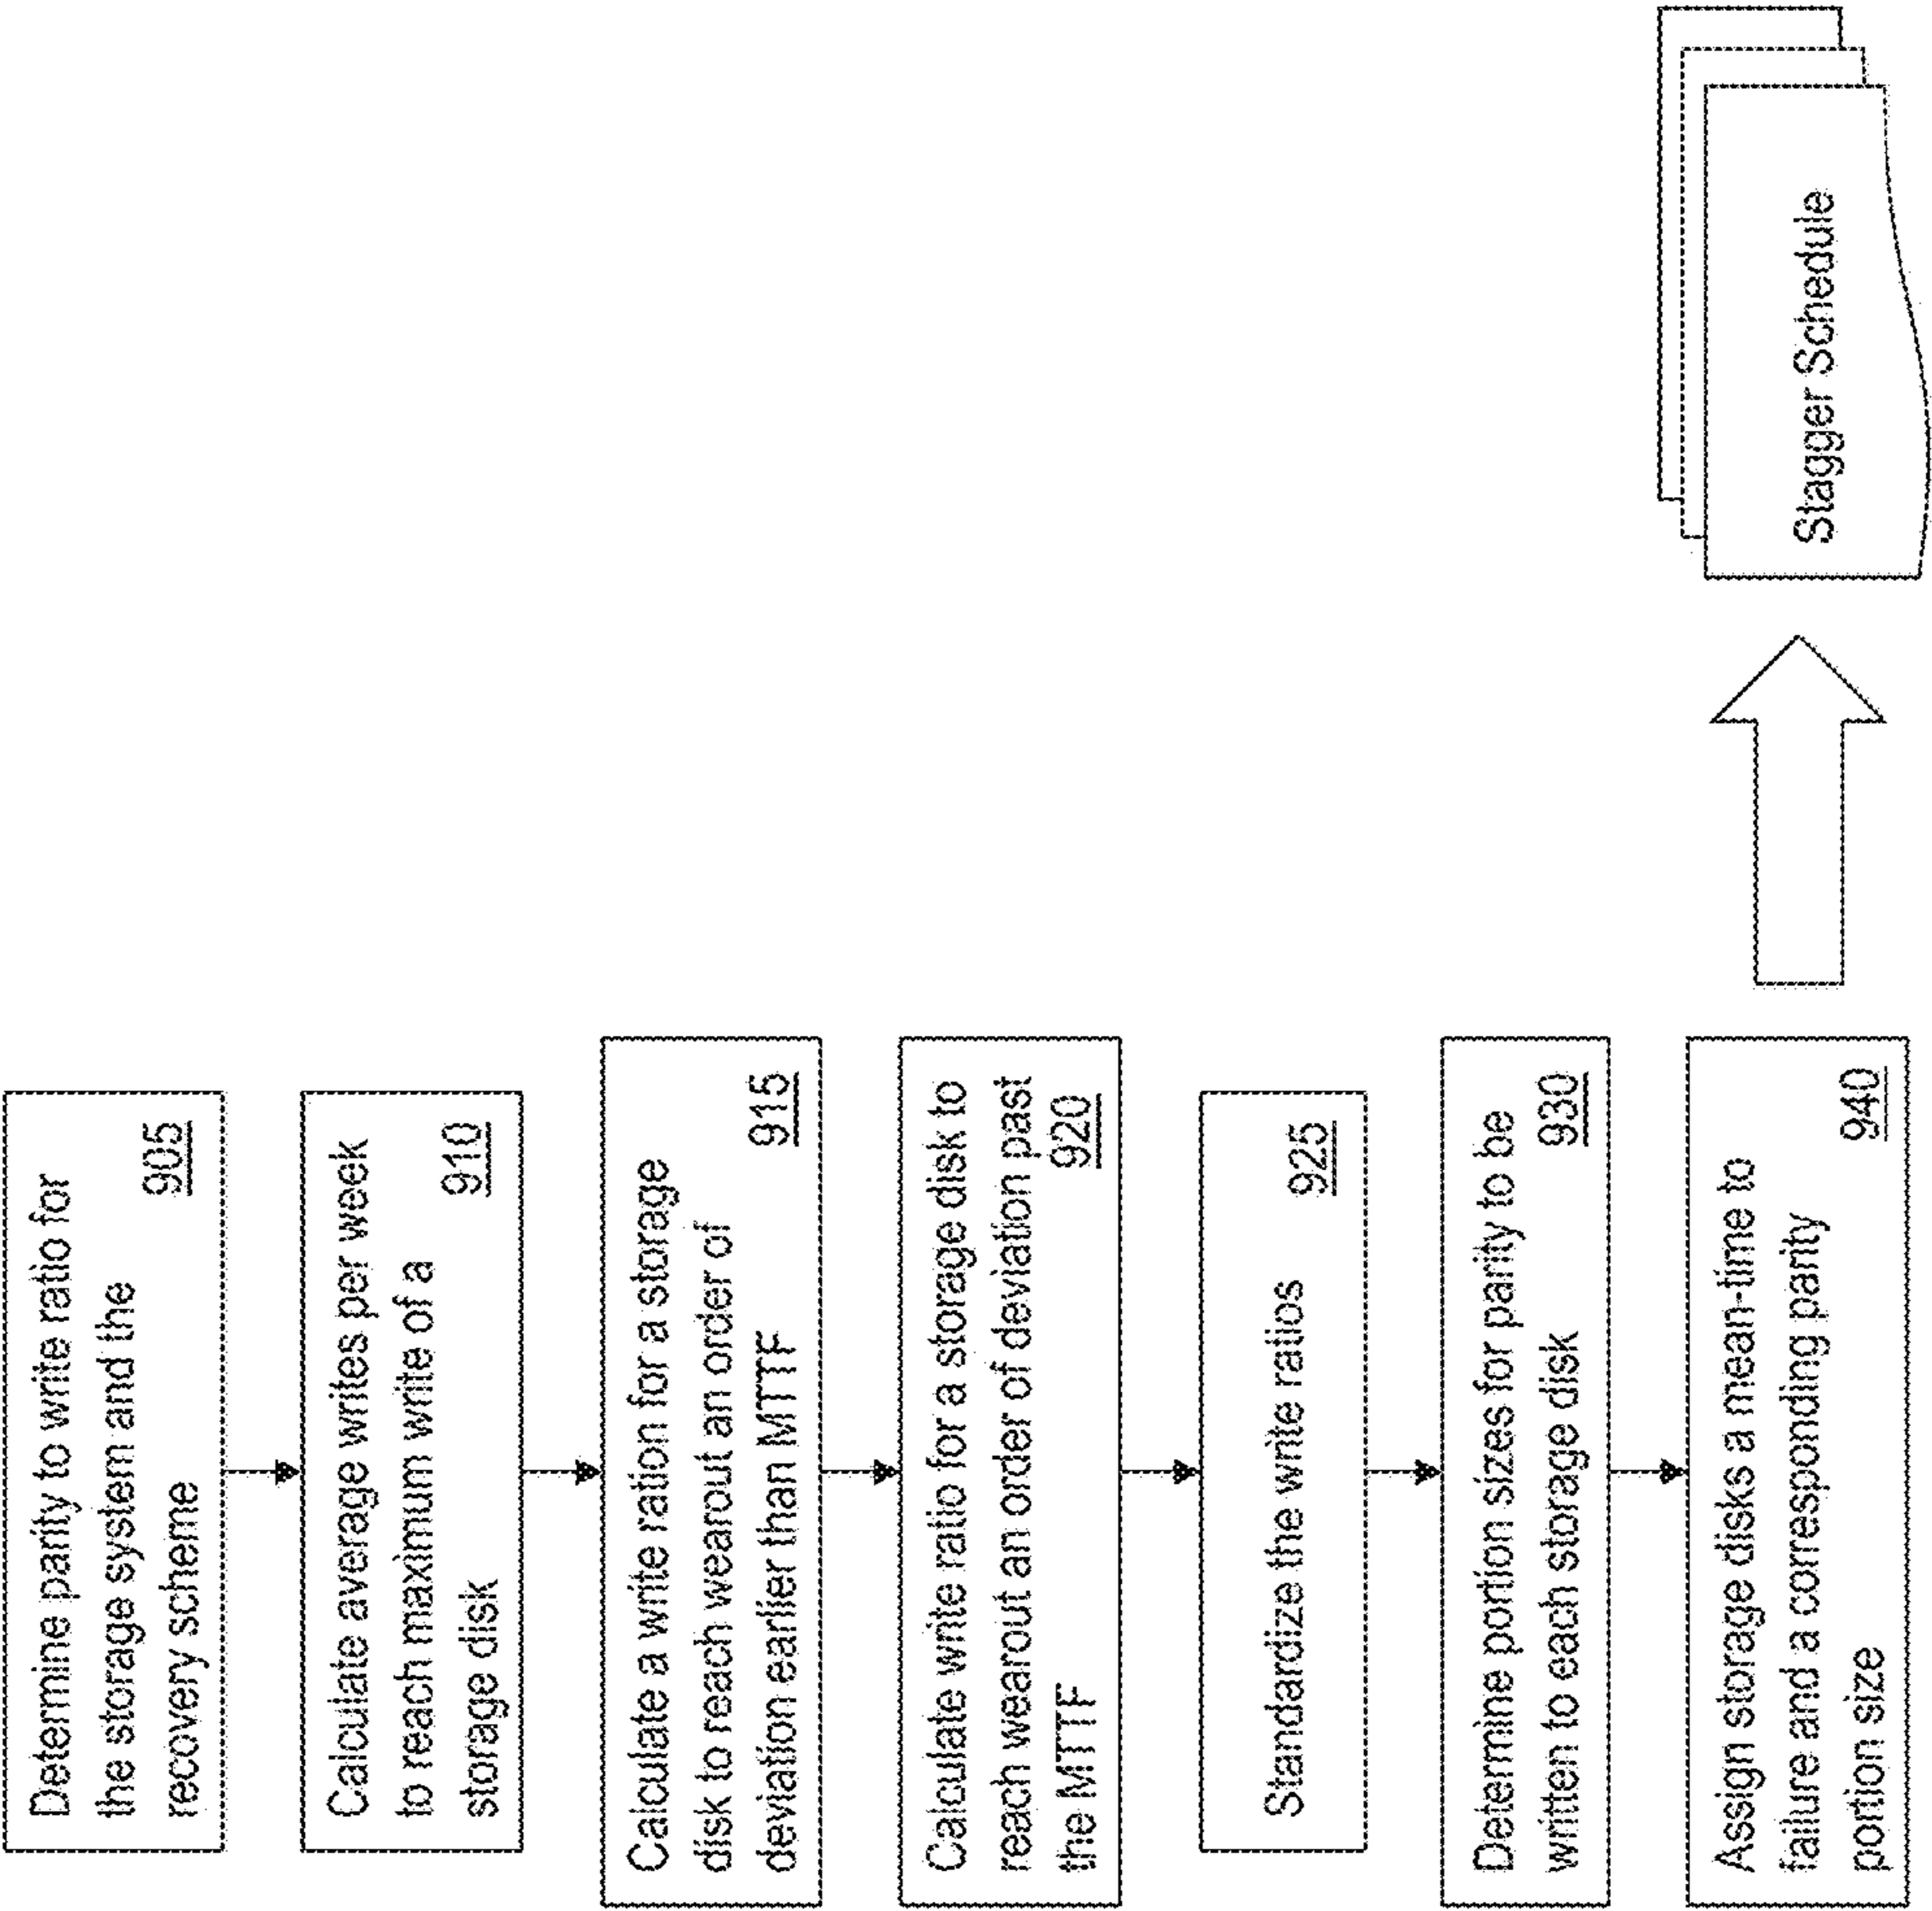 Determine parity to write ratio for
the storage system and the
recovery scheme
905
Calculate average writes per week
to reach maximum write of a
storage disk
910
Calculate a write ration for a storage
disk to reach wearout an order of
deviation earlier than MTTF
915
Calculate write ratio for a storage disk to
reach wearout an order of deviation past
the MTTF
920
Standardize the write ratios
925
Determine portion sizes for parity to be
written to each storage disk
930
Assign storage disks a mean-time to
failure and a corresponding parity
portion size
940
Stagger Schedule